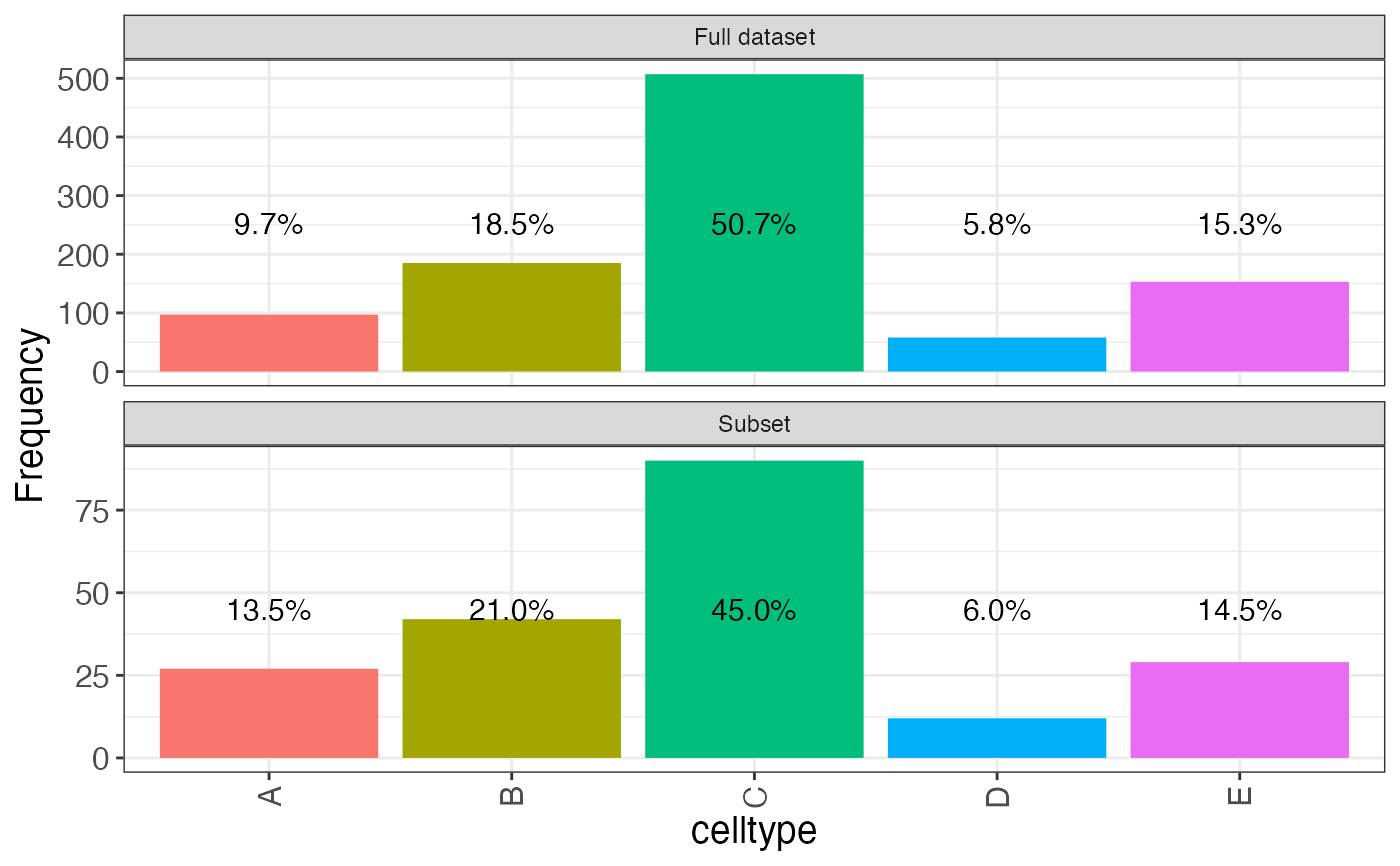 Full dataset
500
400
300
200
100
0
9.7% 18.5% 50.7% 5.8% 15.3%
Frequency
Subset
75
50
25
0
13.5% 21.0% 45.0% 6.0% 14.5%
A B C D E
celltype